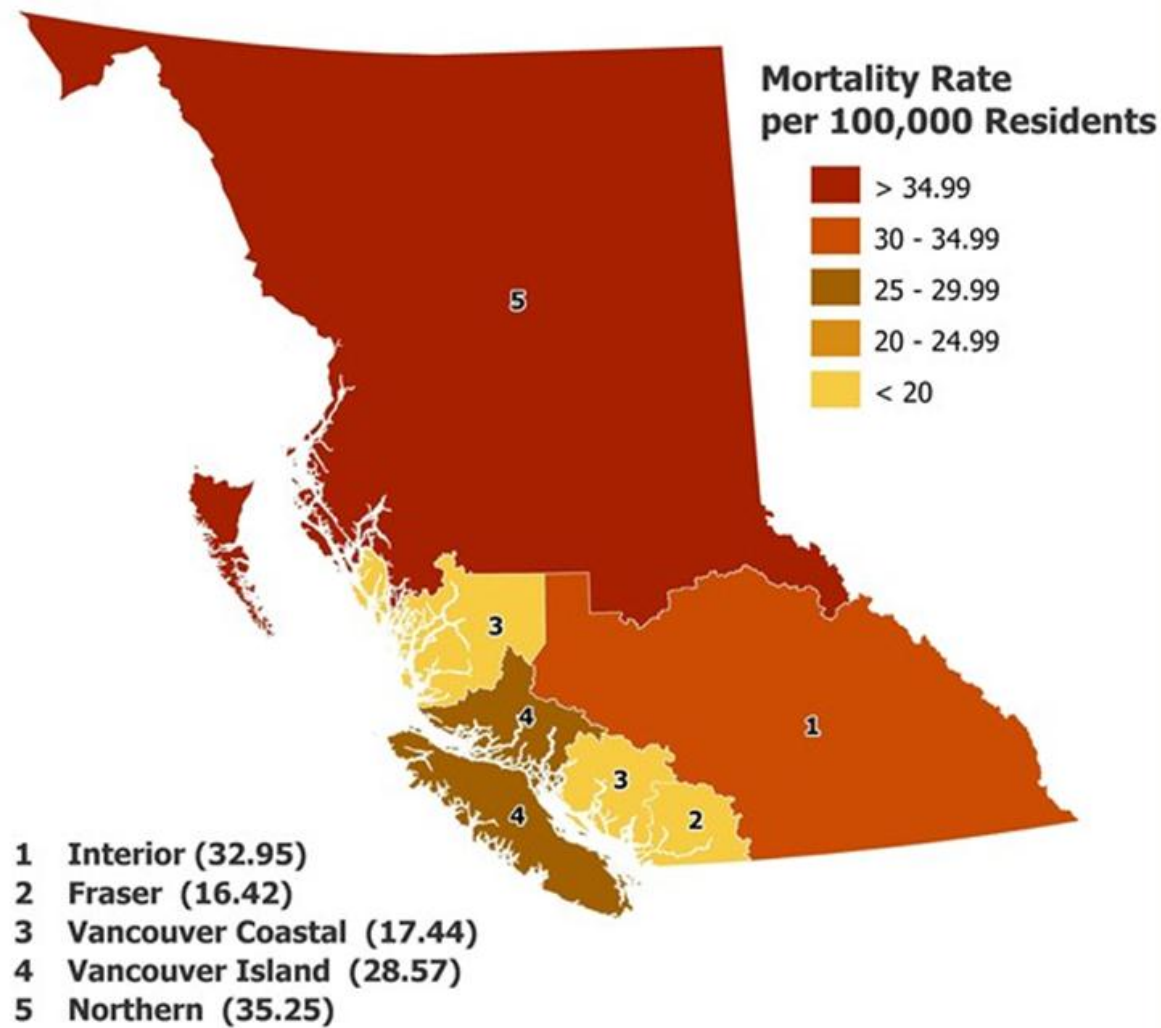 Mortality Rate
per 100,000 Residents
> 34.99
30 - 34.99
25 - 29.99
20 - 24.99
< 20
5
3
4
1
3
2
4
1 Interior (32.95)
2 Fraser (16.42)
3 Vancouver Coastal (17.44)
4 Vancouver Island (28.57)
5 Northern (35.25)